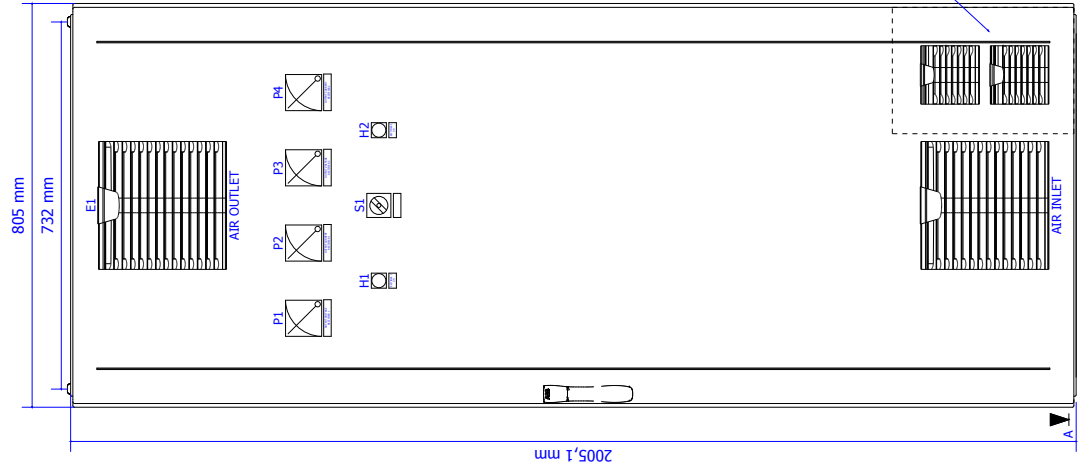 805 mm
732 mm
E1
AIR OUTLET
P4
P3
P2
P1
H2
S1
H1
AIR INLET
A
2005,1 mm